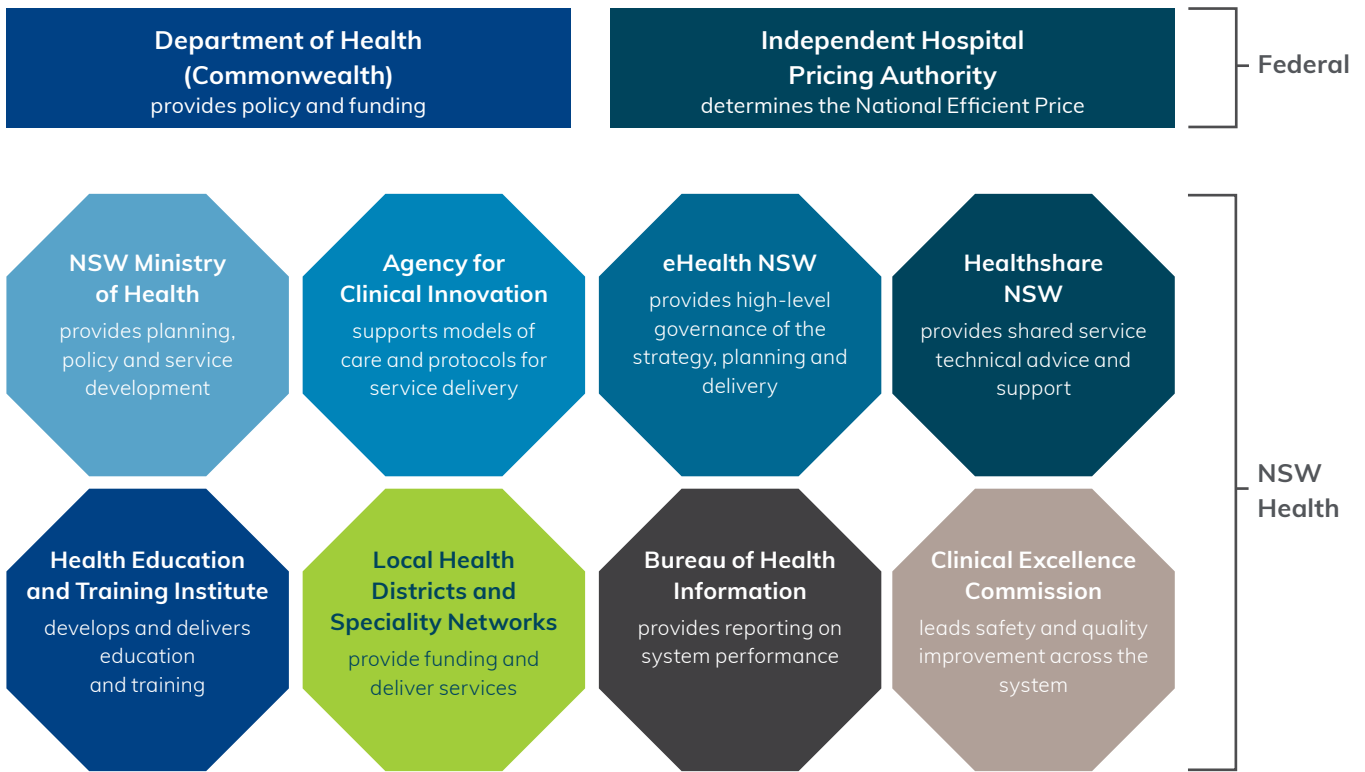 Department of Health
(Commonwealth)
provides policy and funding
Independent Hospital
Pricing Authority
determines the National Efficient Price
Federal
NSW Ministry
of Health
provides planning,
policy and service
development
Agency for
Clinical Innovation
supports models of
care and protocols for
service delivery
eHealth NSW
provides high-level
governance of the
strategy, planning and
delivery
Healthshare
NSW
provides shared service
technical advice and
support
NSW
Health
Health Education
and Training Institute
develops and delivers
education
and training
Local Health
Districts and
Speciality Networks
provide funding and
deliver services
Bureau of Health
Information
provides reporting on
system performance
Clinical Excellence
Commission
leads safety and quality
improvement across the
system